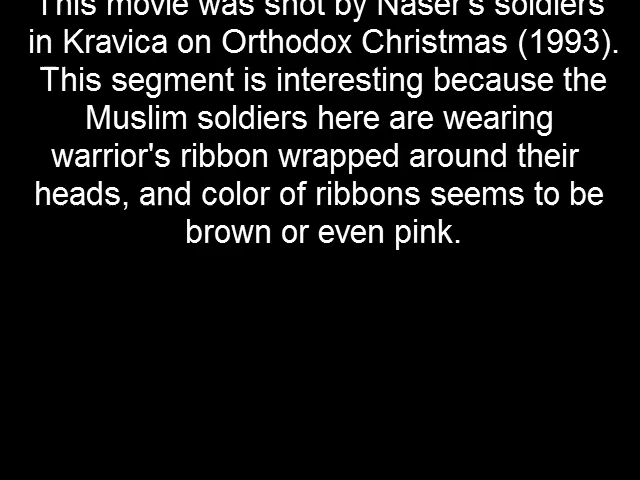 This movie was shot by Naser's soldiers
in Kravica on Orthodox Christmas (1993).
This segment is interesting because the
Muslim soldiers here are wearing
warrior's ribbon wrapped around their
heads, and color of ribbons seems to be
brown or even pink.